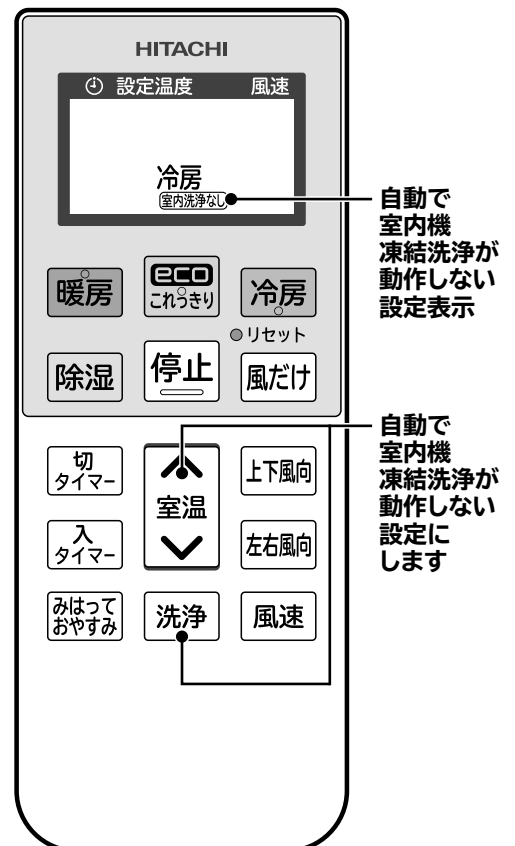 HITACHI
設定温度 風速
冷房
室内洗浄なし
自動で
室内機
凍結洗浄が
動作しない
設定表示
暖房
eco
これっきり
冷房
リセット
除湿
停止
風だけ
自動で
室内機
凍結洗浄が
動作しない
設定に
します
切
タイマー
室温
上下風向
入
タイマー
左右風向
みはって
おやすみ
洗浄
風速